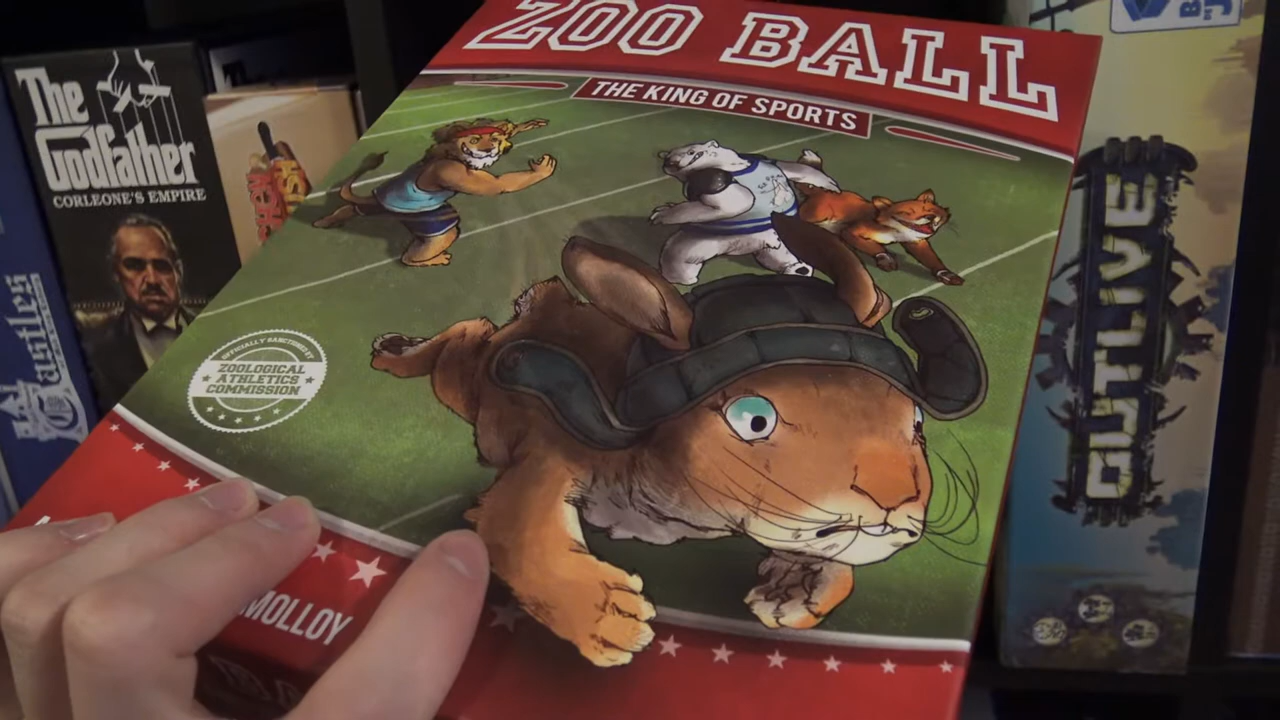 ZOO BALL
THE KING OF SPORTS
The
Godfather
CORLEONE'S EMPIRE
OFFICIALLY SANCTIONED BY
ZOOLOGICAL
ATHLETICS
COMMISSION
MOLLOY
Castles
OUTLIVE